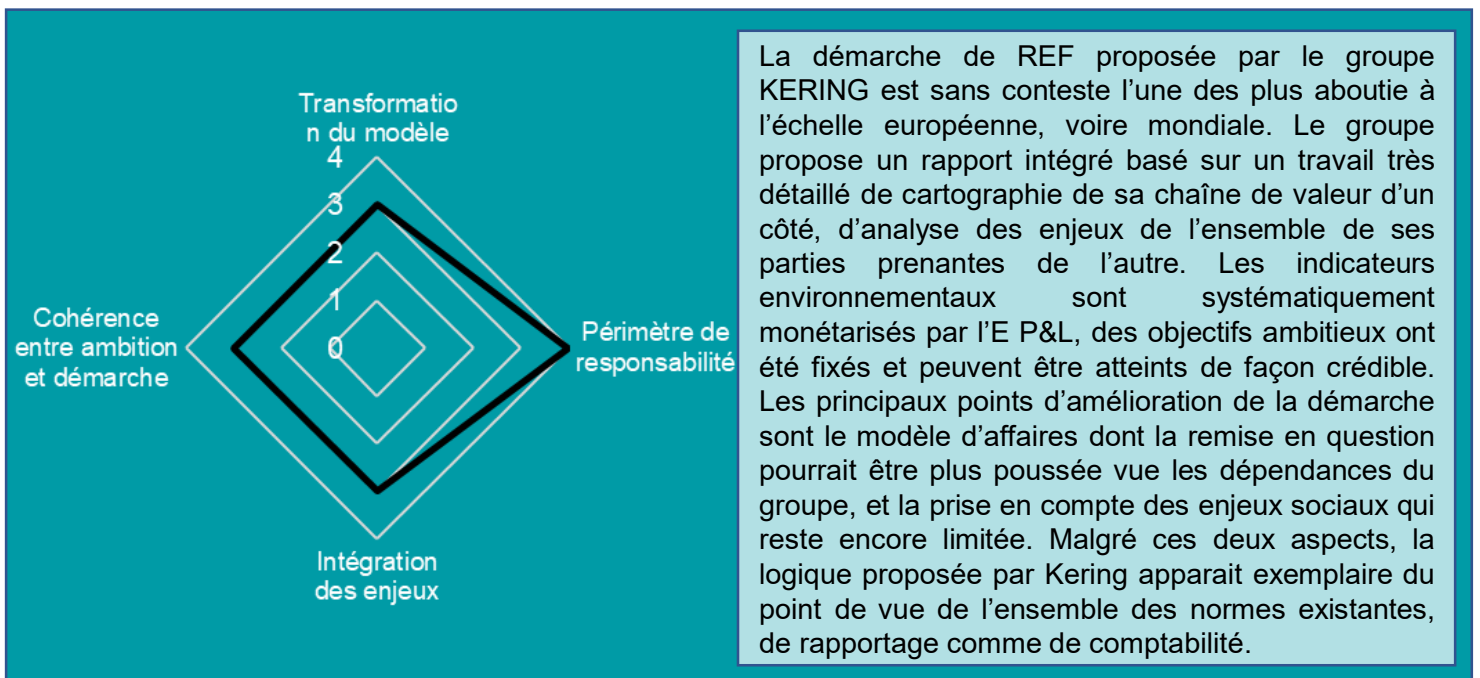 Transformatio
n du modèle
4
3
2
1
0
Cohérence
entre ambition
et démarche
Périmètre de
responsabilité
Intégration
des enjeux
La démarche de REF proposée par le groupe
KERING est sans conteste l’une des plus aboutie à
l’échelle européenne, voire mondiale. Le groupe
propose un rapport intégré basé sur un travail très
détaillé de cartographie de sa chaîne de valeur d’un
côté, d’analyse des enjeux de l’ensemble de ses
parties prenantes de l’autre. Les indicateurs
environnementaux sont systématiquement
monétarisés par l’E P&L, des objectifs ambitieux ont
été fixés et peuvent être atteints de façon crédible.
Les principaux points d’amélioration de la démarche
sont le modèle d’affaires dont la remise en question
pourrait être plus poussée vue les dépendances du
groupe, et la prise en compte des enjeux sociaux qui
reste encore limitée. Malgré ces deux aspects, la
logique proposée par Kering apparait exemplaire du
point de vue de l’ensemble des normes existantes,
de rapportage comme de comptabilité.